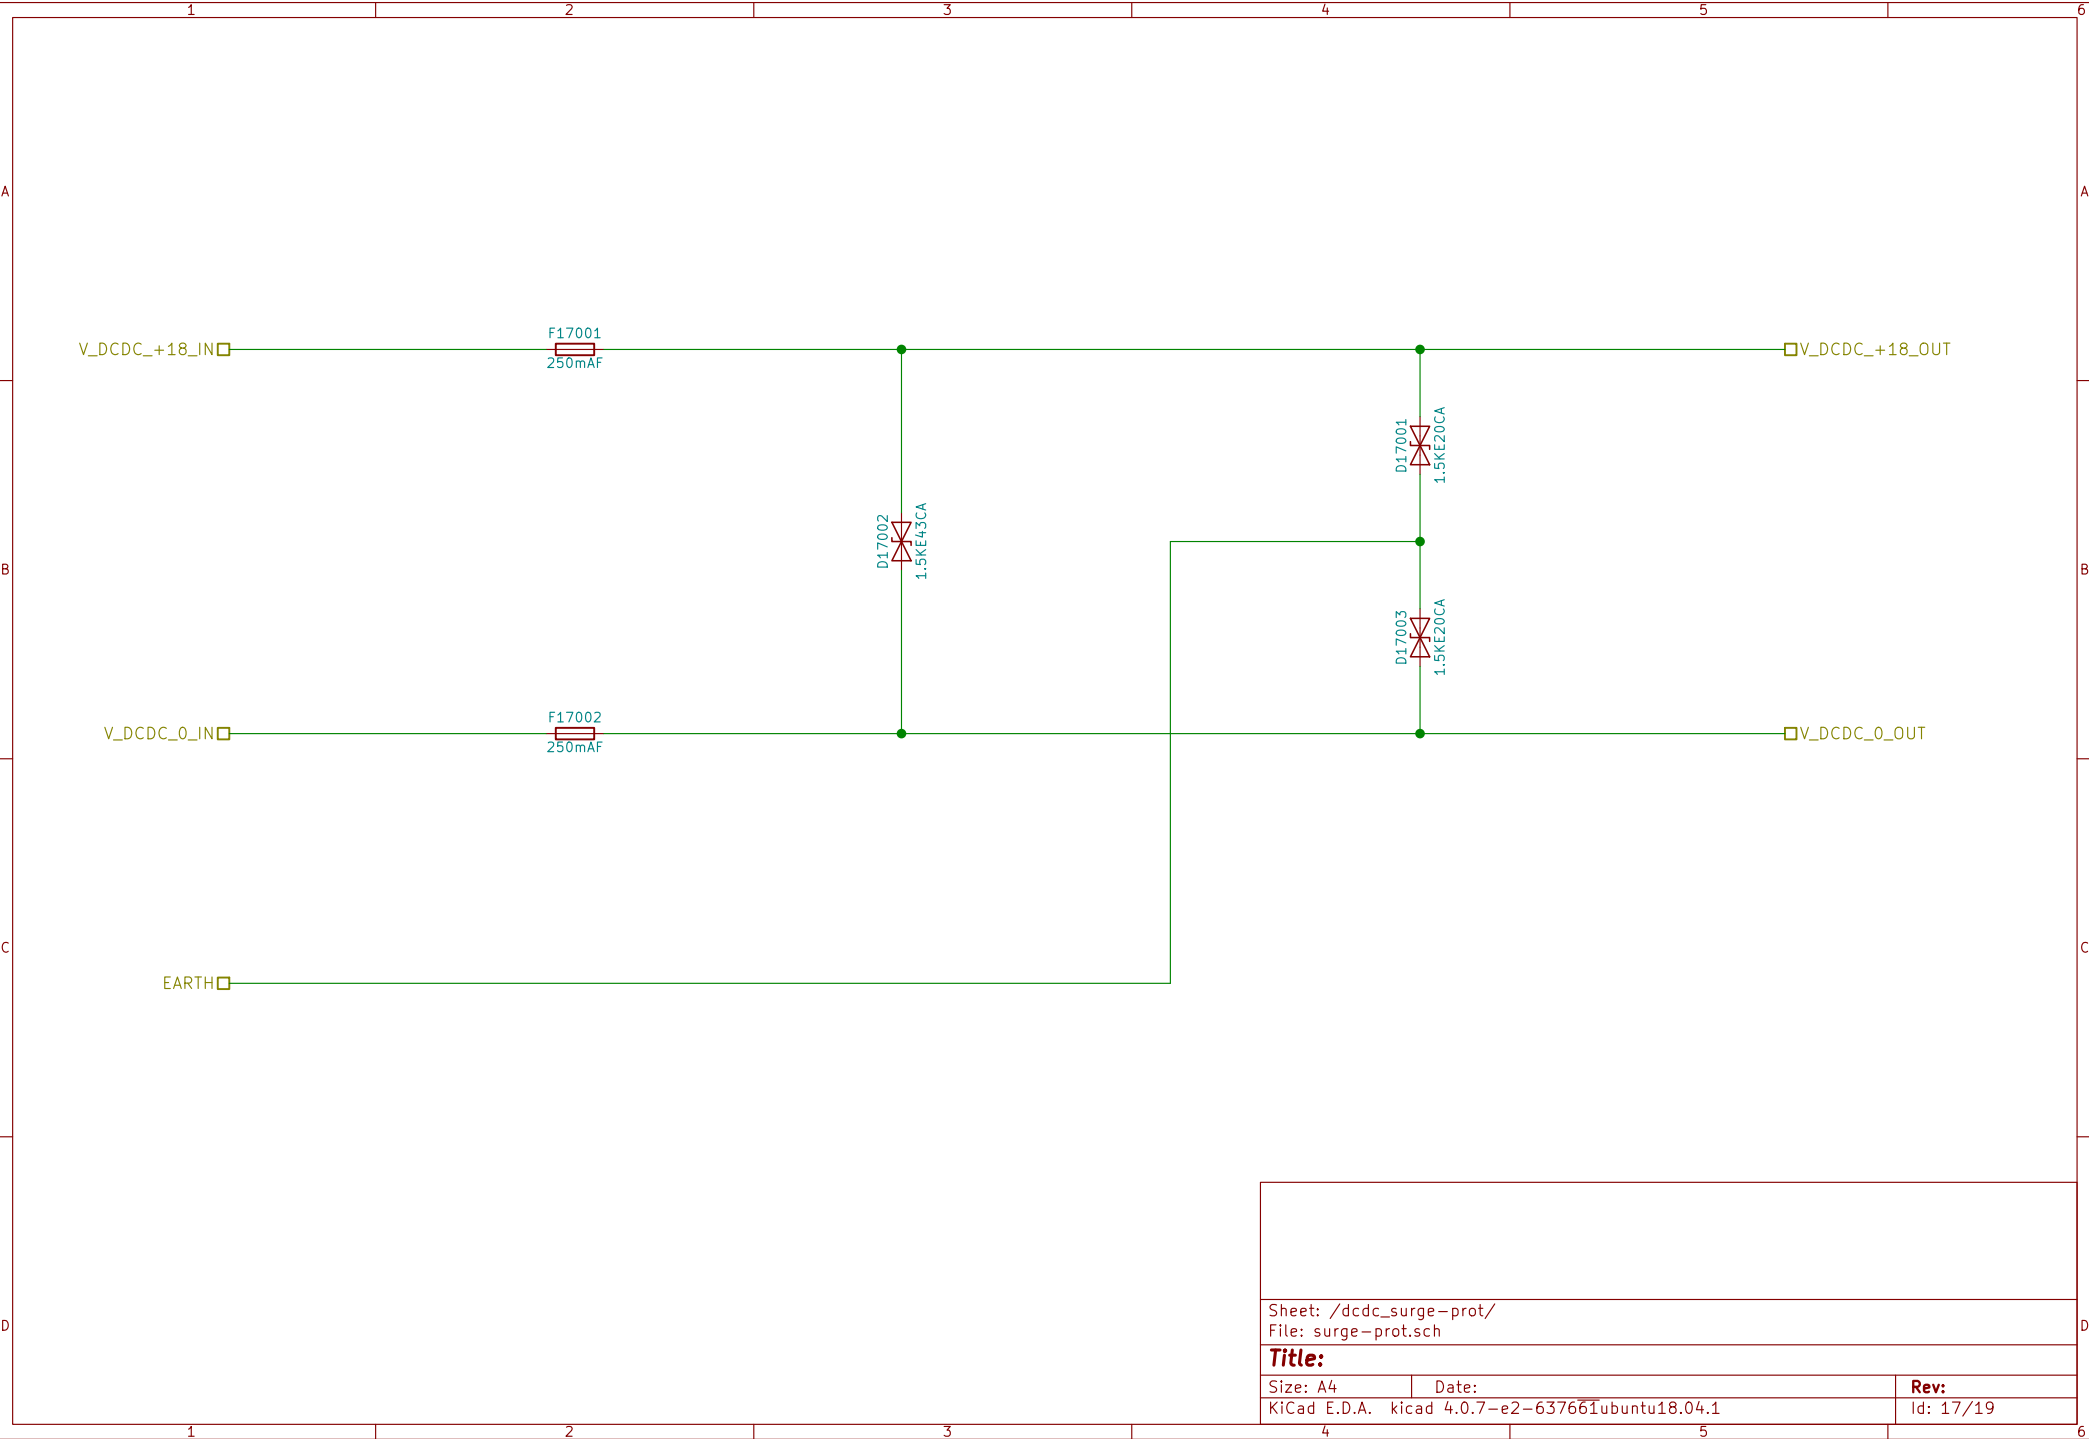 1 2 3 4 5 6
A A
F17001
V_DCDC_+18_IN V_DCDC_+18_OUT
250mAF
D17001
1.5KE20CA
D17002
1.5KE43CA
B B
D17003
1.5KE20CA
F17002
V_DCDC_0_IN V_DCDC_0_OUT
250mAF
C C
EARTH
Sheet: /dcdc_surge-prot/
File: surge-prot.sch
D D
Title:
Size: A4 Date: Rev:
KiCad E.D.A. kicad 4.0.7-e2-637661ubuntu18.04.1 Id: 17/19
1 2 3 4 5 6